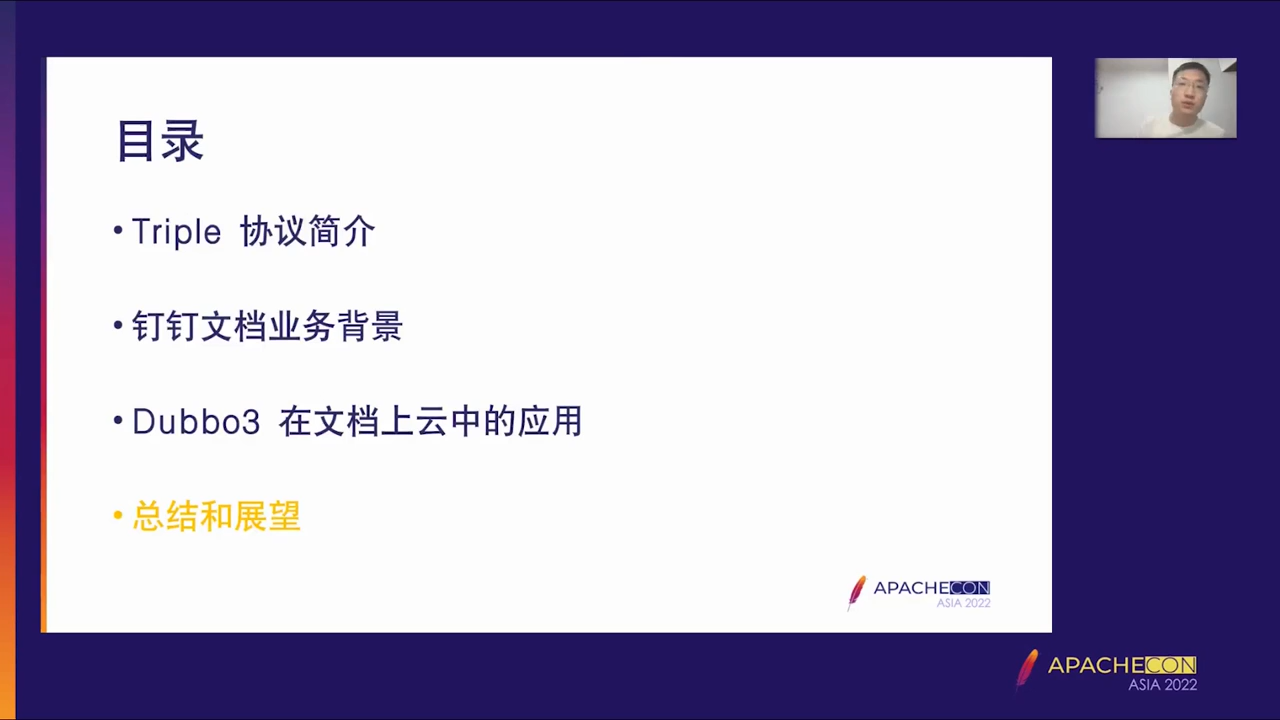 目录
• Triple 协议简介
• 钉钉文档业务背景
• Dubbo3 在文档上云中的应用
• 总结和展望
APACHECON
ASIA 2022
APACHECON
ASIA 2022